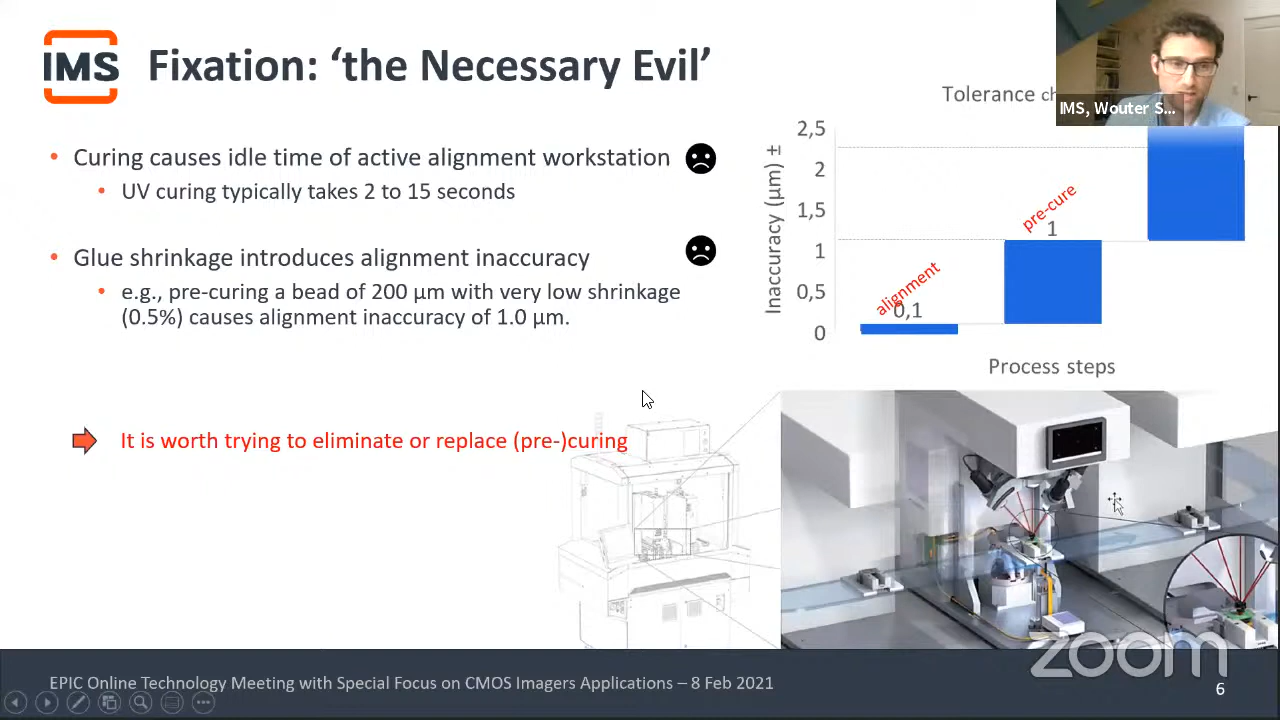 IMS
Fixation: ‘the Necessary Evil’
• Curing causes idle time of active alignment workstation
• UV curing typically takes 2 to 15 seconds
• Glue shrinkage introduces alignment inaccuracy
• e.g., pre-curing a bead of 200 µm with very low shrinkage
(0.5%) causes alignment inaccuracy of 1.0 µm.
It is worth trying to eliminate or replace (pre-)curing
Tolerance
IMS, Wouter S...
Inaccuracy (µm) ±
2,5
2
1,5
1
0,5
0
alignment
0,1
pre-cure
1
Process steps
zoom
EPIC Online Technology Meeting with Special Focus on CMOS Imagers Applications – 8 Feb 2021
6